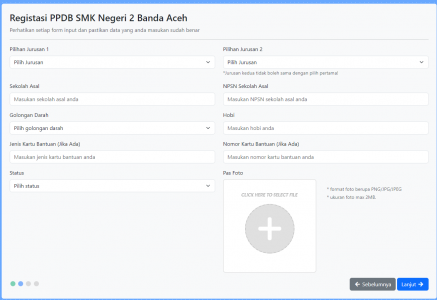 Registasi PPDB SMK Negeri 2 Banda Aceh
Perhatikan setiap form input dan pastikan data yang anda masukan sudah benar
Pilihan Jurusan 1
Pilihan Jurusan 2
Pilih Jurusan
Pilih Jurusan
*Jurusan kedua tidak boleh sama dengan pilih pertama!
Sekolah Asal
NPSN Sekolah Asal
Masukan sekolah asal anda
Masukan NPSN sekolah asal anda
Golongan Darah
Hobi
Pilih golongan darah
Masukan hobi anda
Jenis Kartu Bantuan (Jika Ada)
Nomor Kartu Bantuan (Jika Ada)
Masukan jenis kartu bantuan anda
Masukan nomor kartu bantuan anda
Status
Pas Foto
Pilih status
CLICK HERE TO SELECT FILE
* format foto berupa PNG/JPG/JPEG
* ukuran foto max 2MB
Sebelumnya
Lanjut